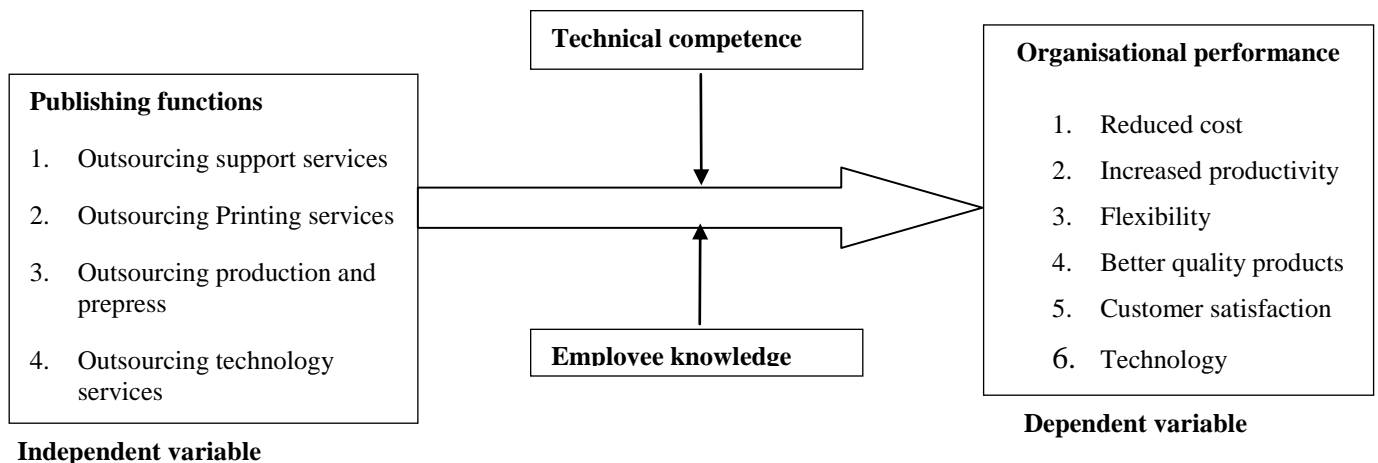 Technical competence
Publishing functions
1. Outsourcing support services
2. Outsourcing Printing services
3. Outsourcing production and
prepress
4. Outsourcing technology
services
Independent variable
Employee knowledge
Organisational performance
1. Reduced cost
2. Increased productivity
3. Flexibility
4. Better quality products
5. Customer satisfaction
6. Technology
Dependent variable